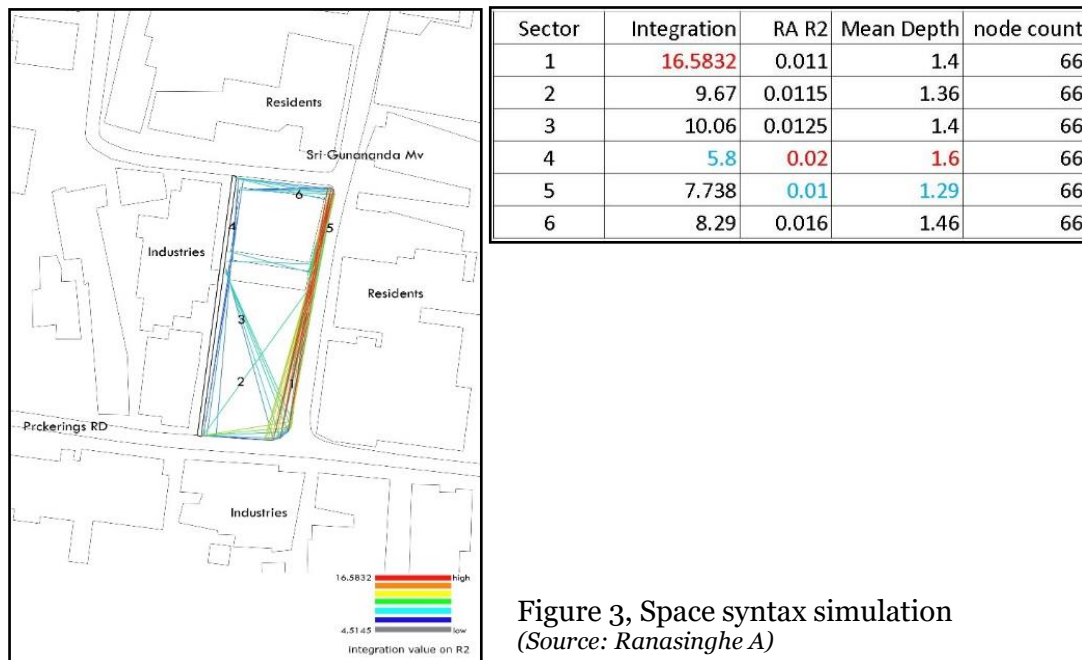 Residents
Sri-Gunananda Mv
6
4
5
Industries
Residents
3
2
1
Prckerings RD
Industries
16.5832 high
4.5145 low
integration value on R2
Sector Integration RA R2 Mean Depth node count
1 16.5832 0.011 1.4 66
2 9.67 0.0115 1.36 66
3 10.06 0.0125 1.4 66
4 5.8 0.02 1.6 66
5 7.738 0.01 1.29 66
6 8.29 0.016 1.46 66
Figure 3, Space syntax simulation
(Source: Ranasinghe A)